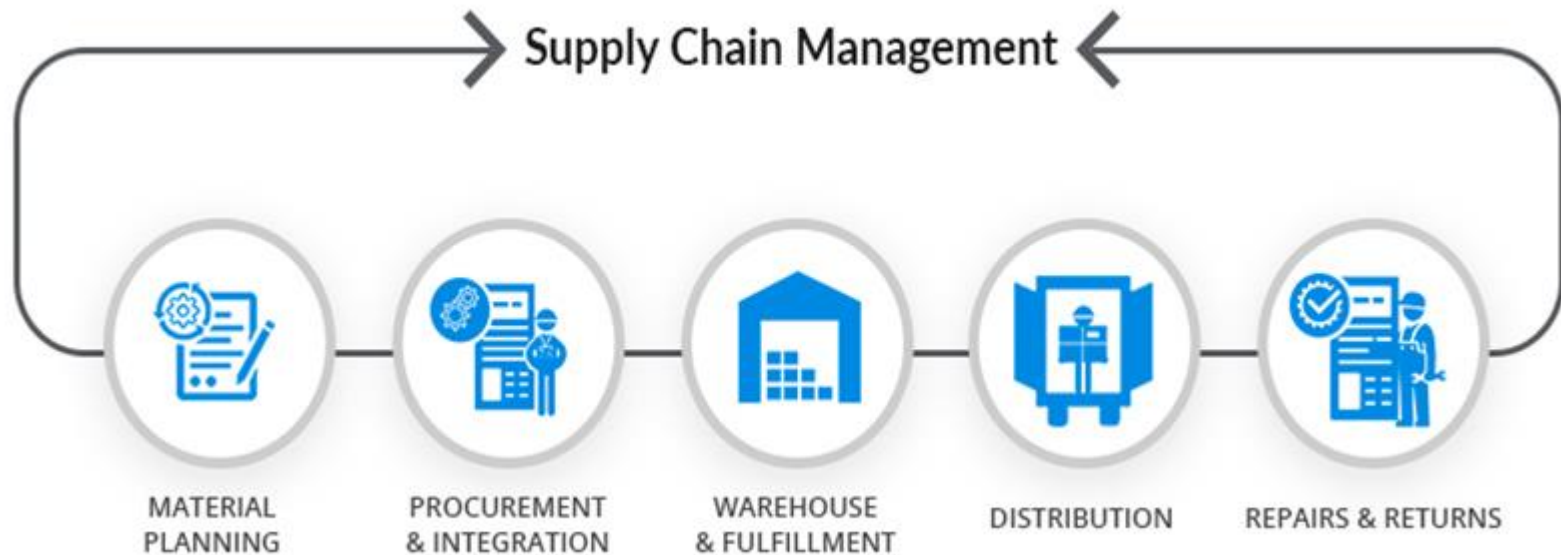 Supply Chain Management
MATERIAL
PLANNING
PROCUREMENT
& INTEGRATION
WAREHOUSE
& FULFILLMENT
DISTRIBUTION
REPAIRS & RETURNS